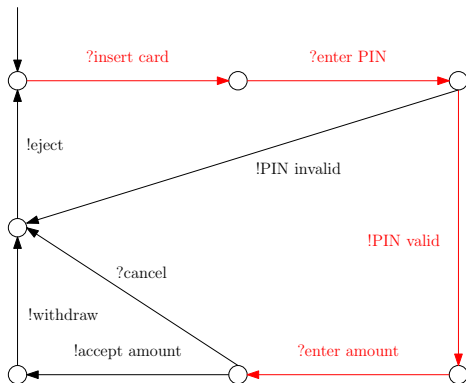 ?insert card
?enter PIN
!eject
!PIN invalid
!PIN valid
?cancel
!withdraw
!accept amount
?enter amount